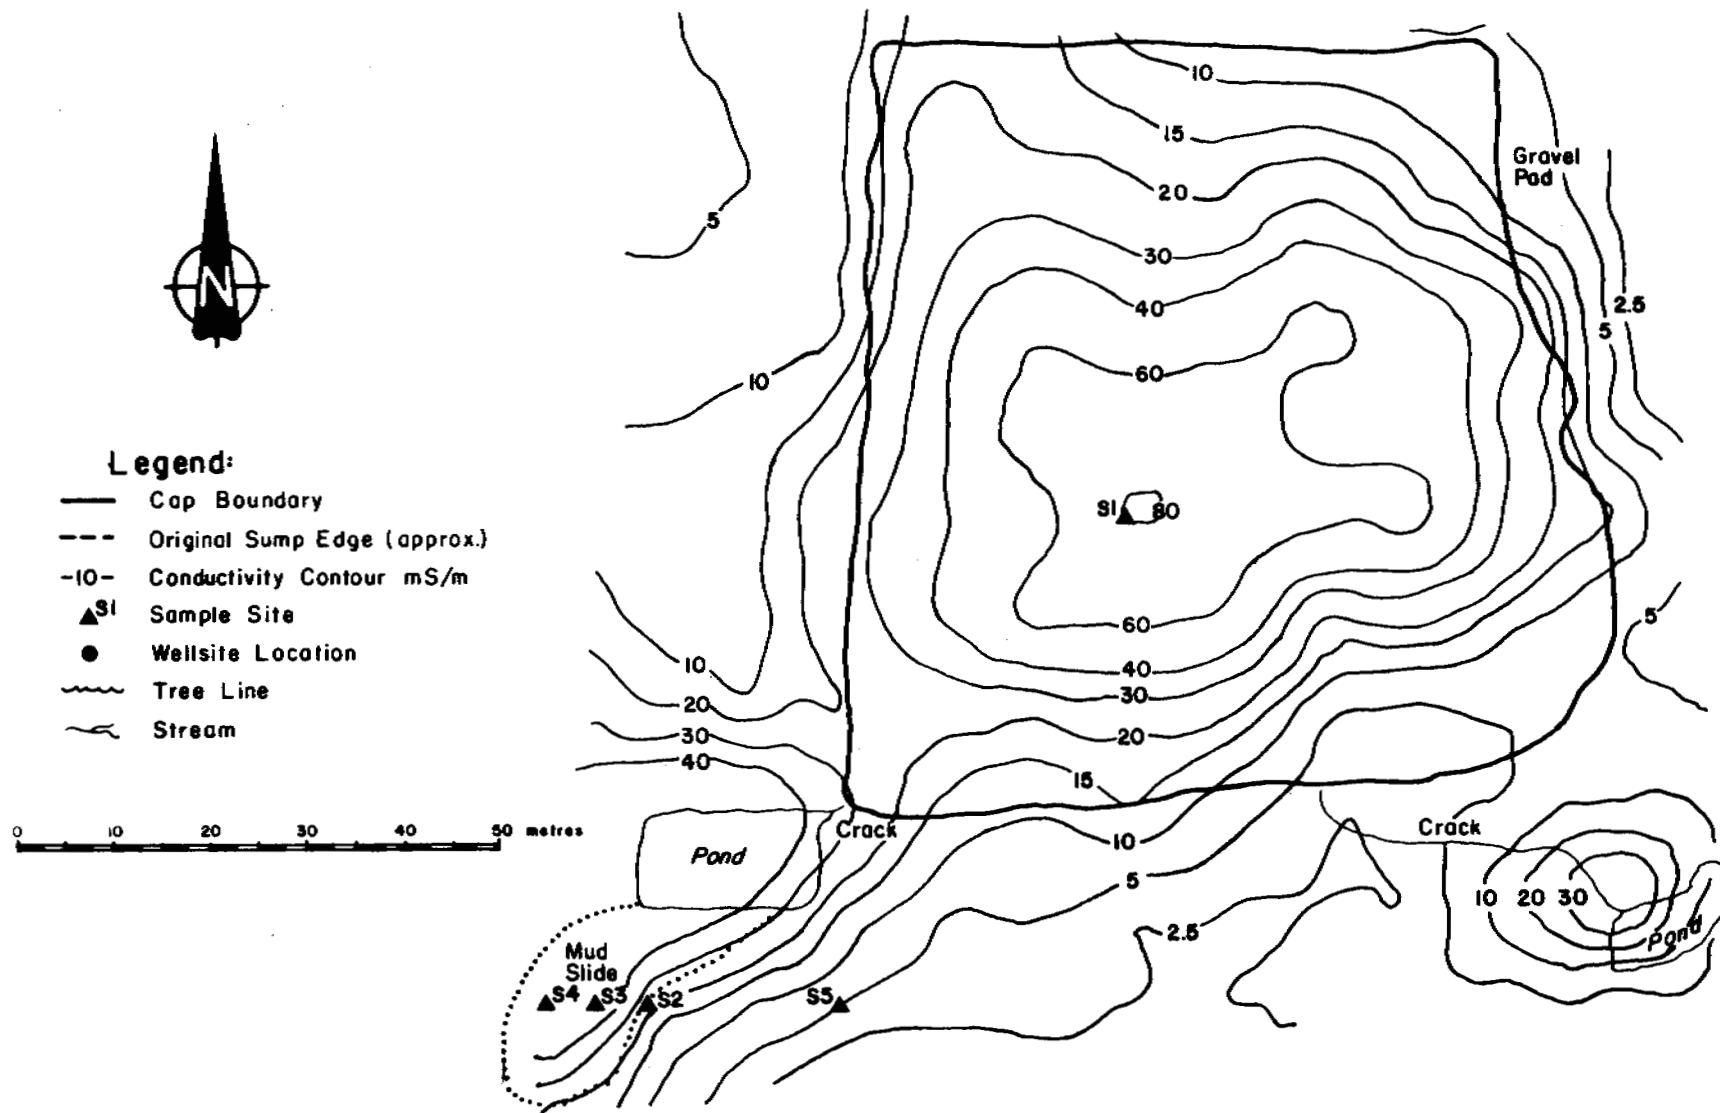 10
15
Gravel
Pad
20
5
N
30
2.5
40
5
60
10
Legend:
Cap Boundary
Original Sump Edge (approx.)
-10- Conductivity Contour mS/m
S1 Sample Site
Wellsite Location
Tree Line
Stream
S1 80
60
5
10
40
20
30
30
20
40
15
0 10 20 30 40 50 metres
Crack
Crack
Pond
10
5
10 20 30
2.5
Pond
Mud
Slide
S4 S3 S2 S5